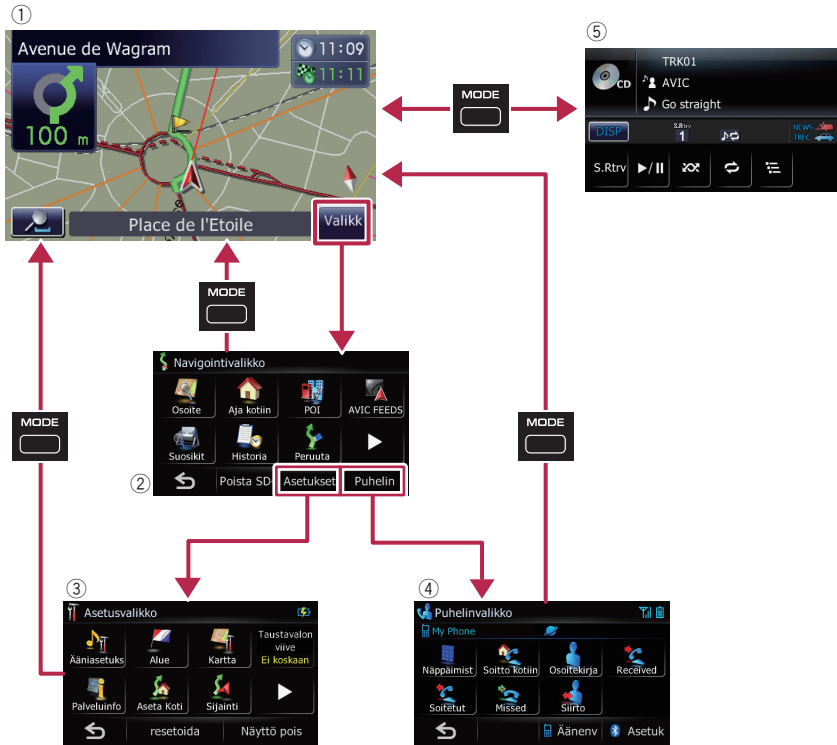 ①
Avenue de Wagram
11:09
11:11
100 m
Place de l'Etoile
Valikk
MODE
⑤
CD
TRK01
AVIC
Go straight
DISP
S.Rtrv
1
NEWS
TRFC
S.Rtrv
MODE
Navigointivalikko
Osoite
Aja kotiin
POI
AVIC FEEDS
Suosikit
Historia
Peruuta
②
Poista SD-
Asetukset
Puhelin
MODE
MODE
③
Asetusvalikko
Ääniasetuks
Alue
Kartta
Taustavalon
viive
Ei koskaan
Palveluinfo
Aseta Koti
Sijainti
resetoida
Näyttö pois
④
Puhelinvalikko
My Phone
Näppäimist
Soitto kotiin
Osoitekirja
Received
Soitetut
Missed
Siirto
Äänenv
Asetuk